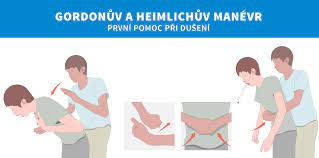 GORDONŮV A HEIMLICHŮV MANÉVR
PRVNÍ POMOC PŘI DUŠENÍ